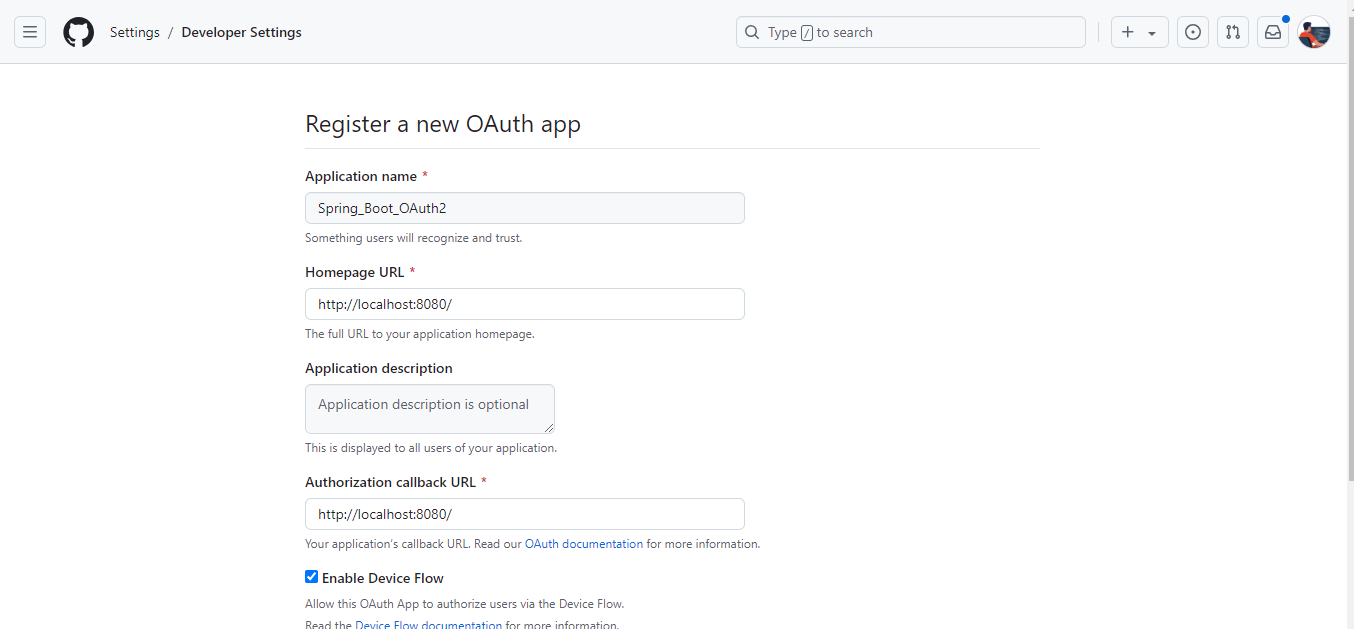 Settings / Developer Settings
Type / to search
Register a new OAuth app
Application name *
Spring_Boot_OAuth2
Something users will recognize and trust.
Homepage URL *
http://localhost:8080/
The full URL to your application homepage.
Application description
Application description is optional
This is displayed to all users of your application.
Authorization callback URL *
http://localhost:8080/
Your application's callback URL. Read our OAuth documentation for more information.
Enable Device Flow
Allow this OAuth App to authorize users via the Device Flow.
Read the Device Flow documentation for more information.